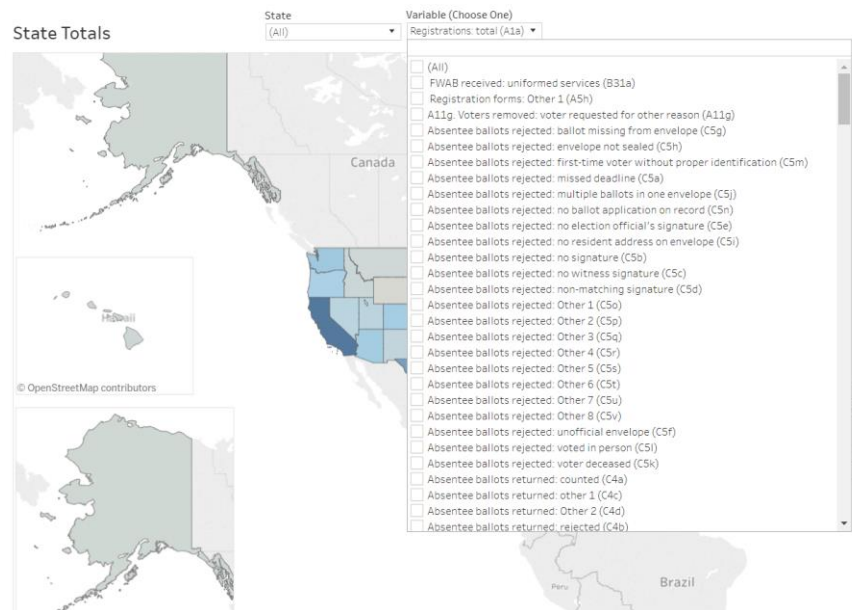 State Totals
State
(All)
Variable (Choose One)
Registrations: total (A1a)
(All)
FWAB received: uniformed services (B31a)
Registration forms: Other 1 (A5h)
A11g. Voters removed: voter requested for other reason (A11g)
Absentee ballots rejected: ballot missing from envelope (C5g)
Absentee ballots rejected: envelope not sealed (C5h)
Absentee ballots rejected: first-time voter without proper identification (C5m)
Absentee ballots rejected: missed deadline (C5a)
Absentee ballots rejected: multiple ballots in one envelope (C5j)
Absentee ballots rejected: no ballot application on record (C5n)
Absentee ballots rejected: no election official's signature (C5e)
Absentee ballots rejected: no resident address on envelope (C5i)
Absentee ballots rejected: no signature (C5b)
Absentee ballots rejected: no witness signature (C5c)
Absentee ballots rejected: non-matching signature (C5d)
Absentee ballots rejected: Other 1 (C5o)
Absentee ballots rejected: Other 2 (C5p)
Absentee ballots rejected: Other 3 (C5q)
Absentee ballots rejected: Other 4 (C5r)
Absentee ballots rejected: Other 5 (C5s)
Absentee ballots rejected: Other 6 (C5t)
Absentee ballots rejected: Other 7 (C5u)
Absentee ballots rejected: Other 8 (C5v)
Absentee ballots rejected: unofficial envelope (C5f)
Absentee ballots rejected: voted in person (C5l)
Absentee ballots rejected: voter deceased (C5k)
Absentee ballots returned: counted (C4a)
Absentee ballots returned: other 1 (C4c)
Absentee ballots returned: Other 2 (C4d)
Absentee ballots returned: rejected (C4b)
Canada
Hawaii
© OpenStreetMap contributors
Peru
Brazil